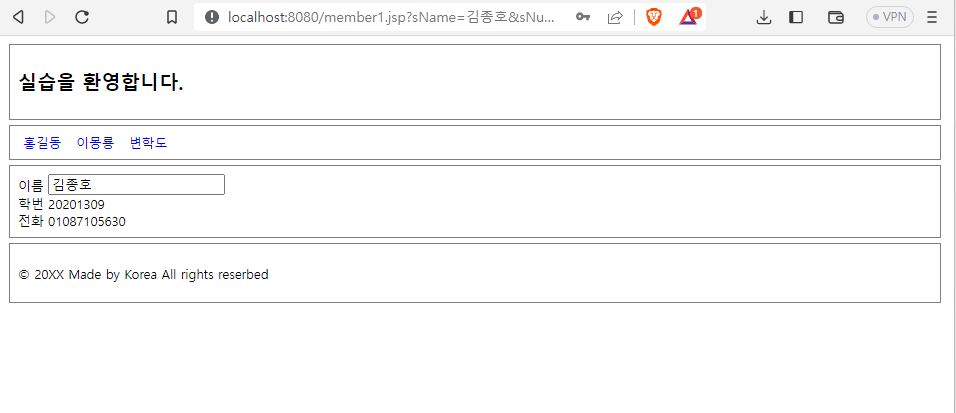 localhost:8080/member1.jsp?sName=김종호&sNu...
1
VPN
실습을 환영합니다.
홍길동 이몽룡 변학도
이름 김종호
학번 20201309
전화 01087105630
© 20XX Made by Korea All rights reserbed